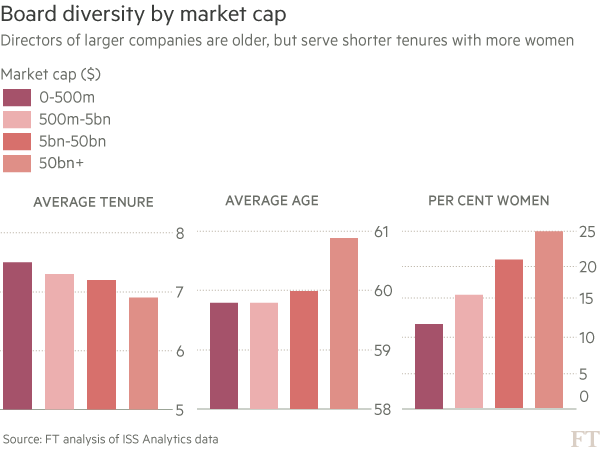 Board diversity by market cap
Directors of larger companies are older, but serve shorter tenures with more women
Market cap ($)
0-500m
500m-5bn
5bn-50bn
50bn+
AVERAGE TENURE
8
7
6
5
AVERAGE AGE
61
60
59
58
PER CENT WOMEN
25
20
15
10
5
0
Source: FT analysis of ISS Analytics data
FT